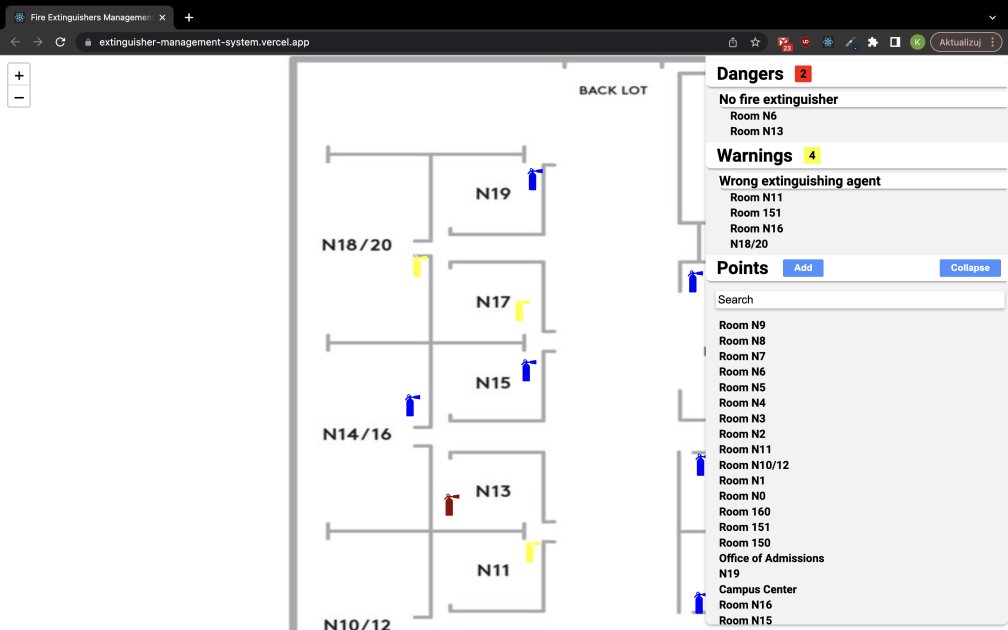 Fire Extinguishers Managemen
extinguisher-management-system.vercel.app
23
UD
K
Aktualizuj
+
−
BACK LOT
N19
N18/20
N17
N15
N14/16
N13
N11
N10/12
Dangers 2
No fire extinguisher
Room N6
Room N13
Warnings 4
Wrong extinguishing agent
Room N11
Room 151
Room N16
N18/20
Points Add Collapse
Search
Room N9
Room N8
Room N7
Room N6
Room N5
Room N4
Room N3
Room N2
Room N11
Room N10/12
Room N1
Room N0
Room 160
Room 151
Room 150
Office of Admissions
N19
Campus Center
Room N16
Room N15